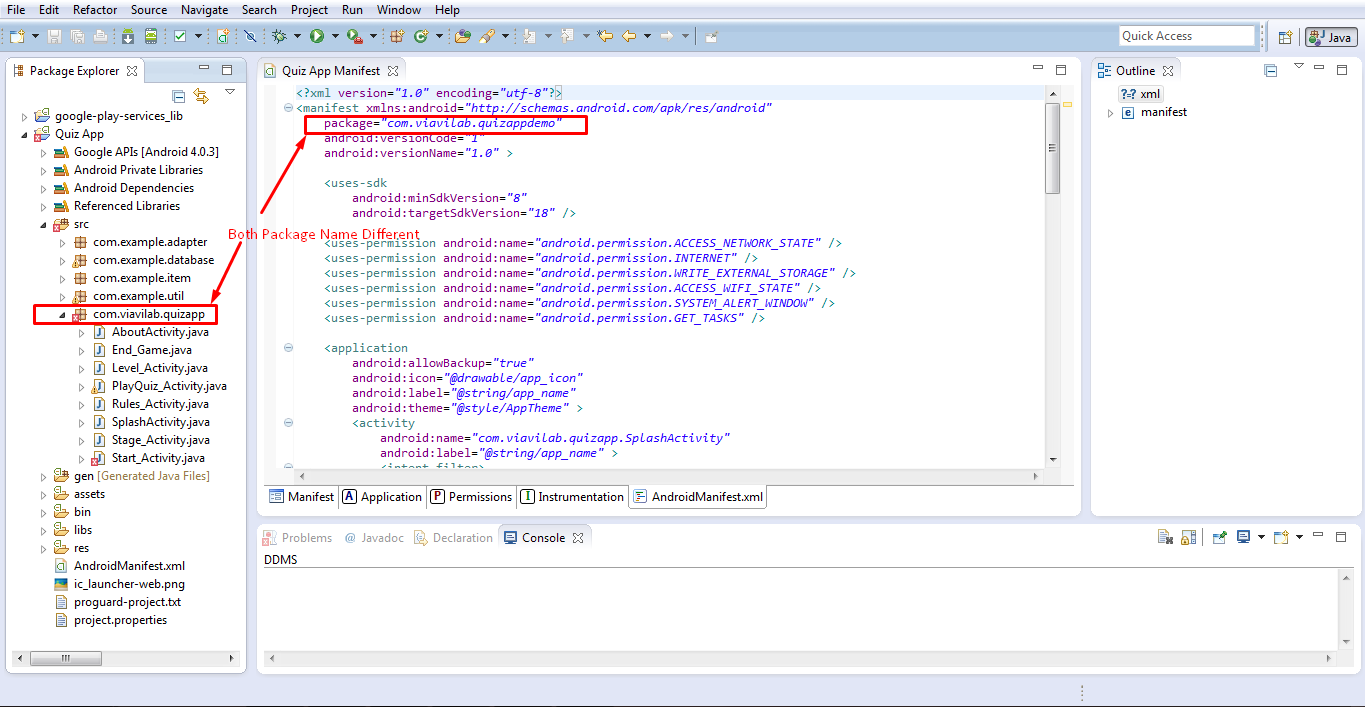 File Edit Refactor Source Navigate Search Project Run Window Help
Quick Access
Java
Package Explorer
google-play-services_lib
Quiz App
Google APIs [Android 4.0.3]
Android Private Libraries
Android Dependencies
Referenced Libraries
src
com.example.adapter
com.example.database
com.example.item
com.example.util
com.viavilab.quizapp
AboutActivity.java
End_Game.java
Level_Activity.java
PlayQuiz_Activity.java
Rules_Activity.java
SplashActivity.java
Stage_Activity.java
Start_Activity.java
gen [Generated Java Files]
assets
bin
libs
res
AndroidManifest.xml
ic_launcher-web.png
proguard-project.txt
project.properties
Quiz App Manifest
<?xml version="1.0" encoding="utf-8"?>
<manifest xmlns:android="http://schemas.android.com/apk/res/android"
package="com.viavilab.quizappdemo"
android:versionCode="1"
android:versionName="1.0" >
<uses-sdk
android:minSdkVersion="8"
android:targetSdkVersion="18" />
Both Package Name Different
<uses-permission android:name="android.permission.ACCESS_NETWORK_STATE" />
<uses-permission android:name="android.permission.INTERNET" />
<uses-permission android:name="android.permission.WRITE_EXTERNAL_STORAGE" />
<uses-permission android:name="android.permission.ACCESS_WIFI_STATE" />
<uses-permission android:name="android.permission.SYSTEM_ALERT_WINDOW" />
<uses-permission android:name="android.permission.GET_TASKS" />
<application
android:allowBackup="true"
android:icon="@drawable/app_icon"
android:label="@string/app_name"
android:theme="@style/AppTheme" >
<activity
android:name="com.viavilab.quizapp.SplashActivity"
android:label="@string/app_name" >
<intent-filter>
Manifest Application Permissions Instrumentation AndroidManifest.xml
Outline
xml
manifest
Problems Javadoc Declaration Console
DDMS